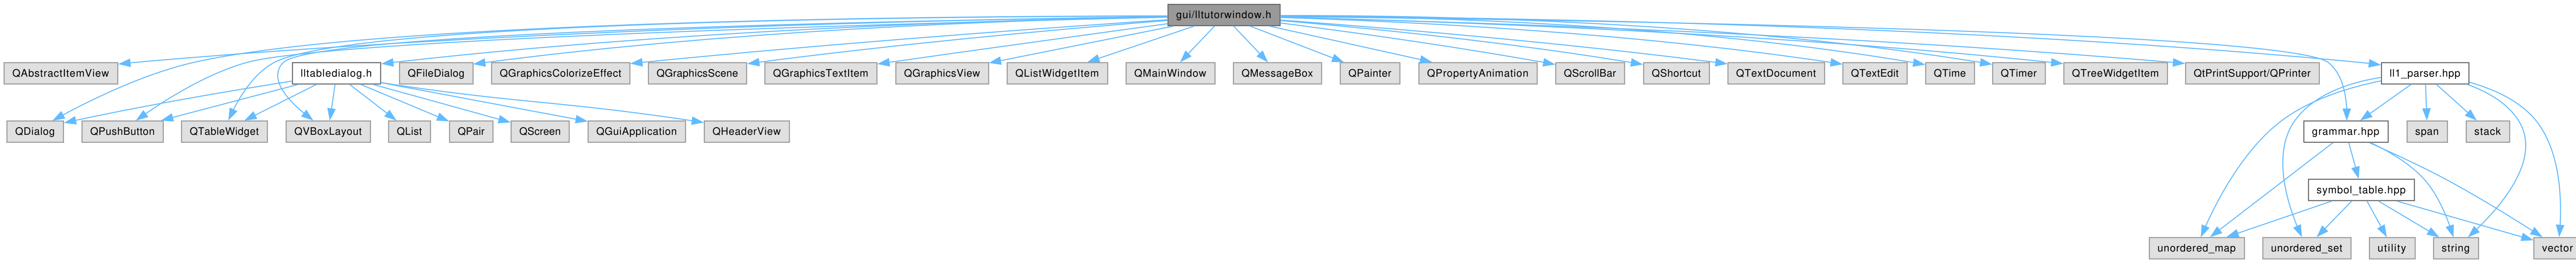 gui/lltutorwindow.h
QAbstractItemView
lltabledialog.h
QFileDialog
QGraphicsColorizeEffect
QGraphicsScene
QGraphicsTextItem
QGraphicsView
QListWidgetItem
QMainWindow
QMessageBox
QPainter
QPropertyAnimation
QScrollBar
QShortcut
QTextDocument
QTextEdit
QTime
QTimer
QTreeWidgetItem
QtPrintSupport/QPrinter
ll1_parser.hpp
QDialog
QPushButton
QTableWidget
QVBoxLayout
QList
QPair
QScreen
QGuiApplication
QHeaderView
grammar.hpp
span
stack
symbol_table.hpp
unordered_map
unordered_set
utility
string
vector